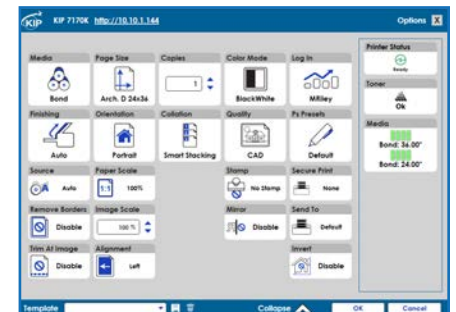 KIP KIP 7170K http://10.10.1.144 Options X
Printer Status
Ready
Media Page Size Copies Color Mode Log In
1
Bond Arch. D 24x36 BlackWhite MRiley
Toner
Ok
Finishing Orientation Collation Quality Ps Presets
Auto Portrait Smart Stacking CAD Default
Media
Bond: 36.00"
Bond: 24.00"
Source Paper Scale Stamp Secure Print
Auto 1:1 100% No Stamp None
Remove Borders Image Scale Mirror Send To
Disable 100 % Disable Default
Trim At Image Alignment Invert
Disable Left Disable
Template Collapse OK Cancel